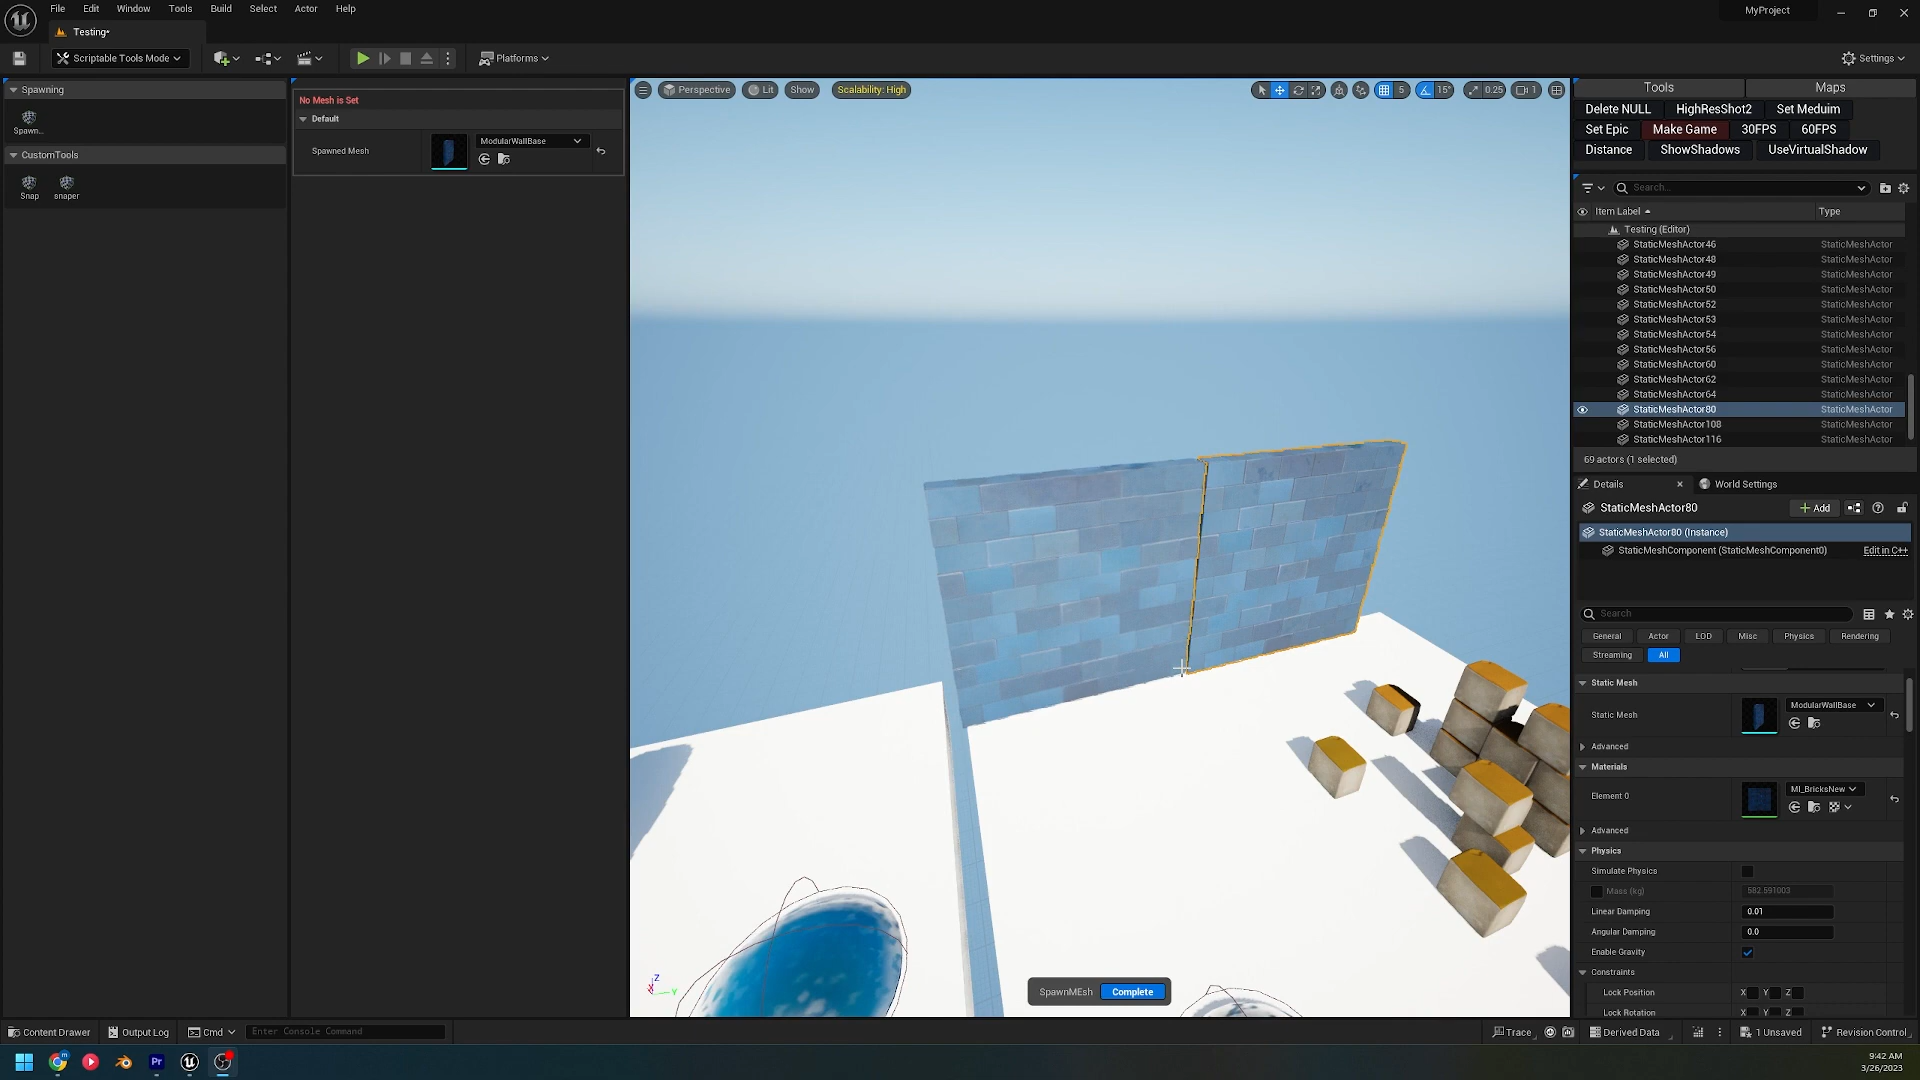 File Edit Window Tools Build Select Actor Help
MyProject
Testing*
Scriptable Tools Mode
Platforms
Settings
Spawning
Spawn...
CustomTools
Snap snaper
No Mesh is Set
Default
Spawned Mesh
ModularWallBase
Perspective Lit Show Scalability: High
5 15° 0.25 1
Tools Maps
Delete NULL HighResShot2 Set Meduim
Set Epic Make Game 30FPS 60FPS
Distance ShowShadows UseVirtualShadow
Search...
Item Label Type
Testing (Editor)
StaticMeshActor46 StaticMeshActor
StaticMeshActor48 StaticMeshActor
StaticMeshActor49 StaticMeshActor
StaticMeshActor50 StaticMeshActor
StaticMeshActor52 StaticMeshActor
StaticMeshActor53 StaticMeshActor
StaticMeshActor54 StaticMeshActor
StaticMeshActor56 StaticMeshActor
StaticMeshActor60 StaticMeshActor
StaticMeshActor62 StaticMeshActor
StaticMeshActor64 StaticMeshActor
StaticMeshActor80 StaticMeshActor
StaticMeshActor108 StaticMeshActor
StaticMeshActor116 StaticMeshActor
69 actors (1 selected)
Details World Settings
StaticMeshActor80
Add
StaticMeshActor80 (Instance)
StaticMeshComponent (StaticMeshComponent0) Edit in C++
Search
General Actor LOD Misc Physics Rendering
Streaming All
Static Mesh
Static Mesh
ModularWallBase
Advanced
Materials
Element 0
MI_BricksNew
Advanced
Physics
Simulate Physics
Mass (kg) 582.591003
Linear Damping 0.01
Angular Damping 0.0
Enable Gravity
Constraints
Lock Position X Y Z
Lock Rotation X Y Z
Z
X
Y
SpawnMEsh Complete
Content Drawer Output Log Cmd Enter Console Command
Trace Derived Data 1 Unsaved Revision Control
Pr
9:42 AM
3/26/2023